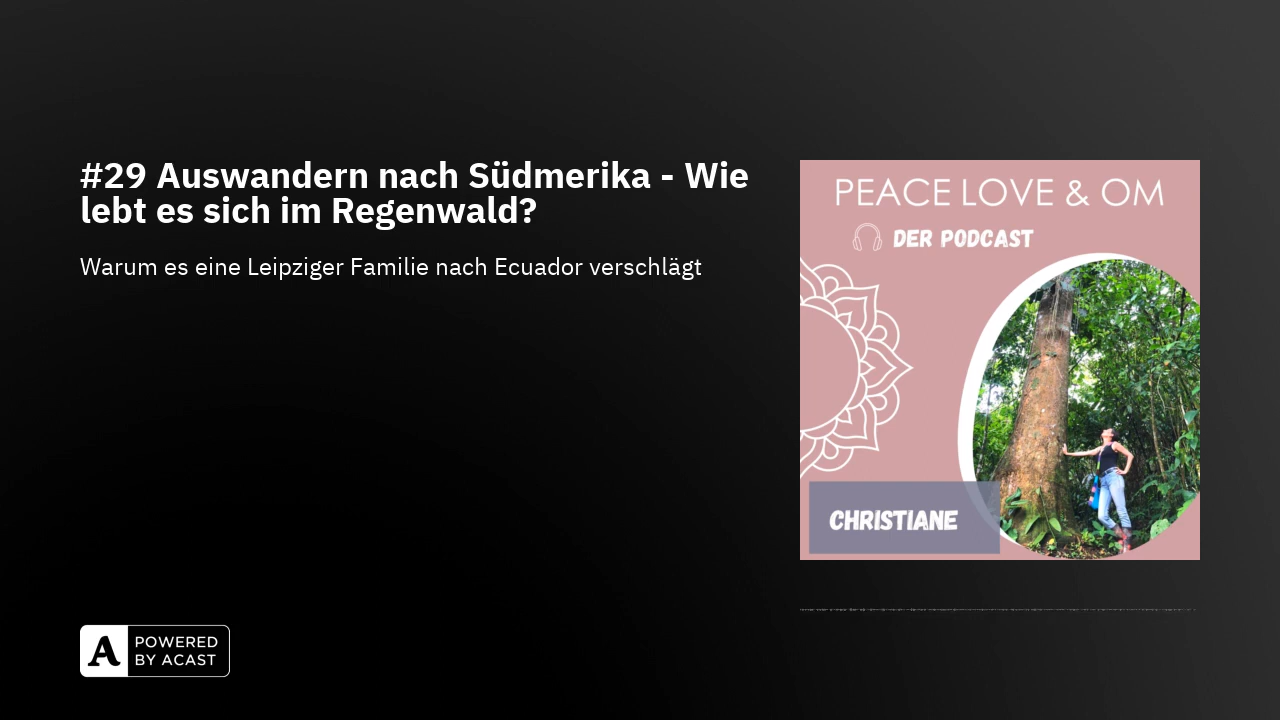 #29 Auswandern nach Südmerika - Wie
lebt es sich im Regenwald?
Warum es eine Leipziger Familie nach Ecuador verschlägt
PEACE LOVE & OM
DER PODCAST
CHRISTIANE
A POWERED
BY ACAST